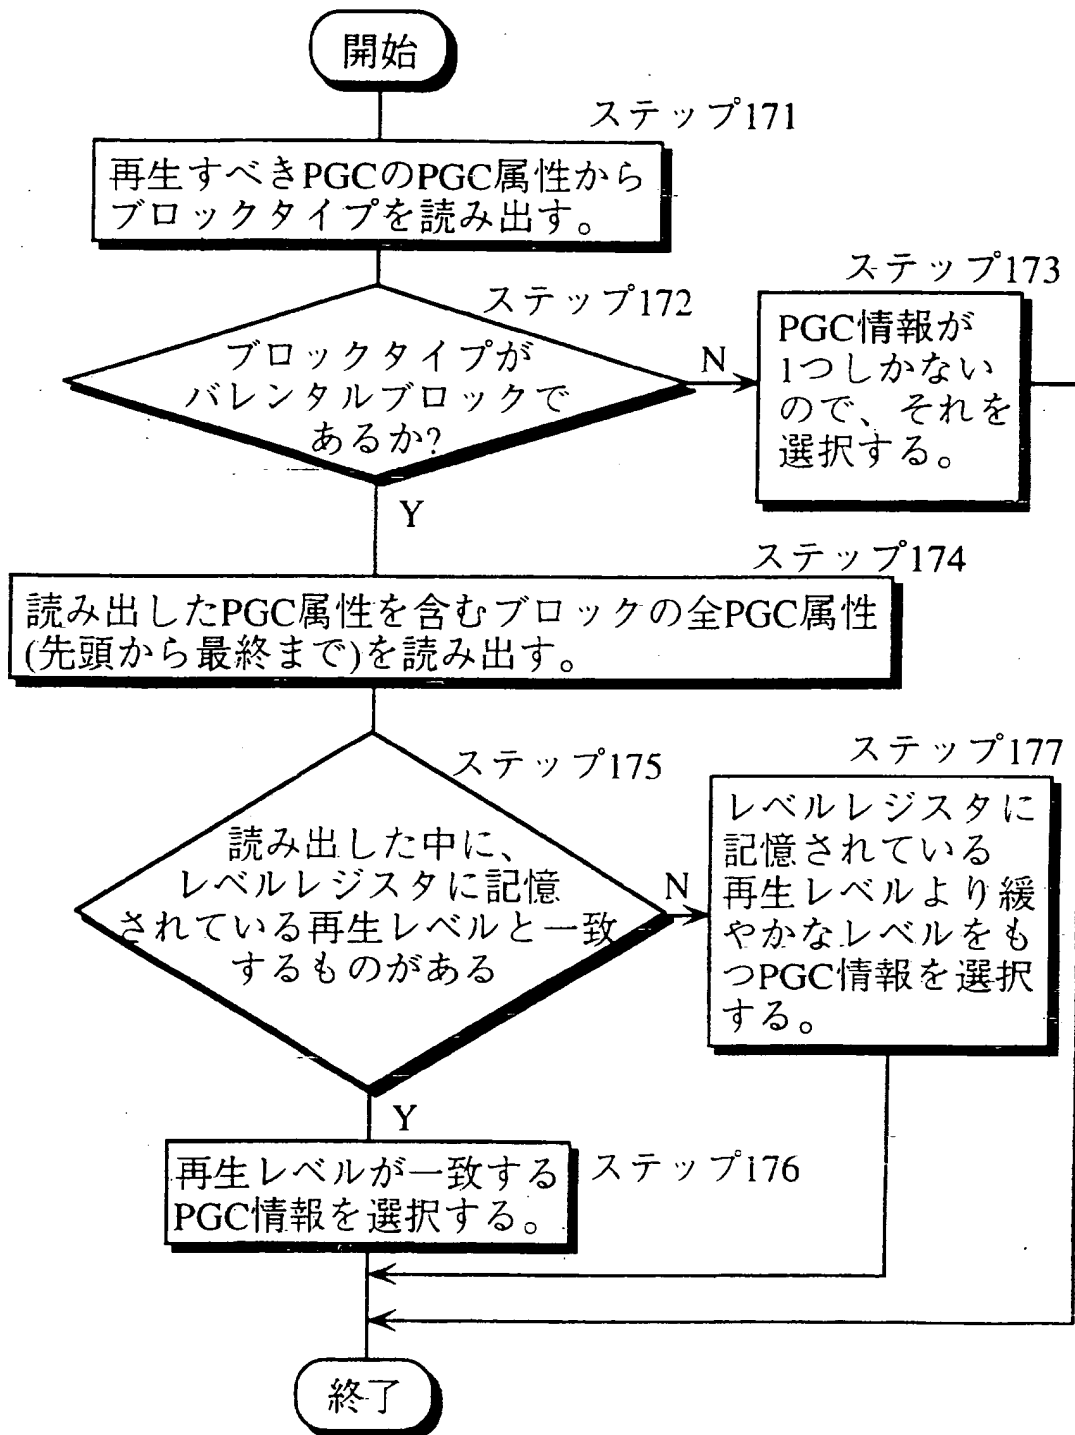 開始
ステップ171
再生すべきPGCのPGC属性から
ブロックタイプを読み出す。
ステップ172
ブロックタイプが
バレンタルブロックで
あるか?
N
Y
ステップ173
PGC情報が
1つしかない
ので、それを
選択する。
ステップ174
読み出したPGC属性を含むブロックの全PGC属性
(先頭から最終まで)を読み出す。
ステップ175
読み出した中に、
レベルレジスタに記憶
されている再生レベルと一致
するものがある
N
Y
ステップ177
レベルレジスタに
記憶されている
再生レベルより緩
やかなレベルをも
つPGC情報を選択
する。
再生レベルが一致する
PGC情報を選択する。
ステップ176
終了